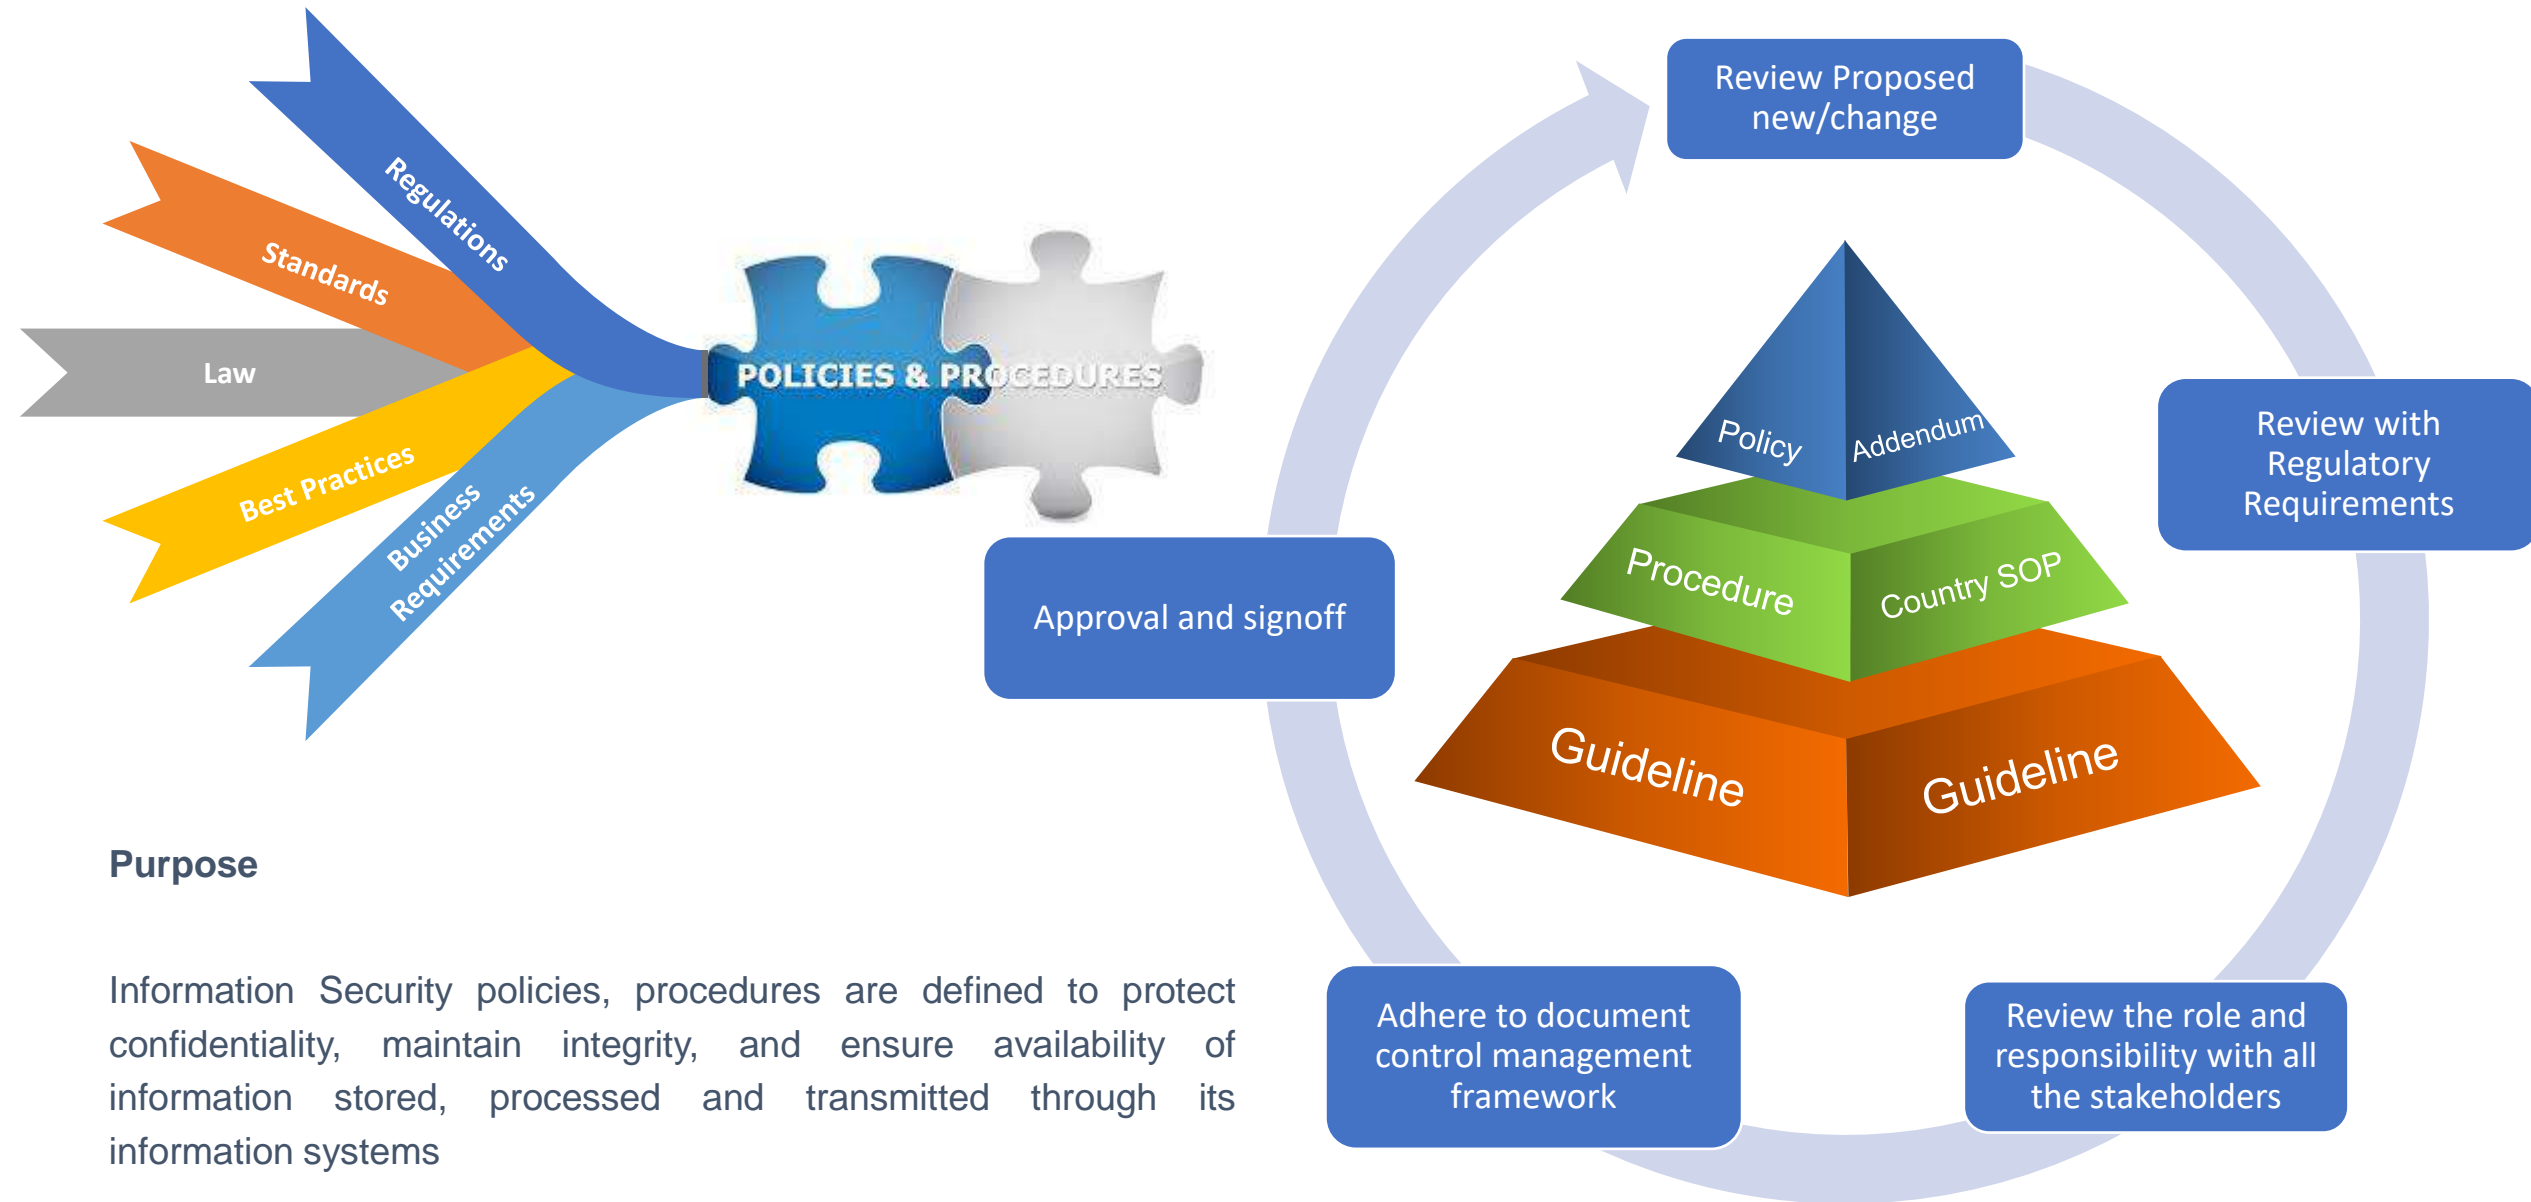 Regulations
Standards
Law
Best Practices
Business
Requirements
POLICIES & PROCEDURES
Purpose
Information Security policies, procedures are defined to protect
confidentiality, maintain integrity, and ensure availability of
information stored, processed and transmitted through its
information systems
Review Proposed
new/change
Review with
Regulatory
Requirements
Review the role and
responsibility with all
the stakeholders
Adhere to document
control management
framework
Approval and signoff
Policy
Addendum
Procedure
Country SOP
Guideline
Guideline